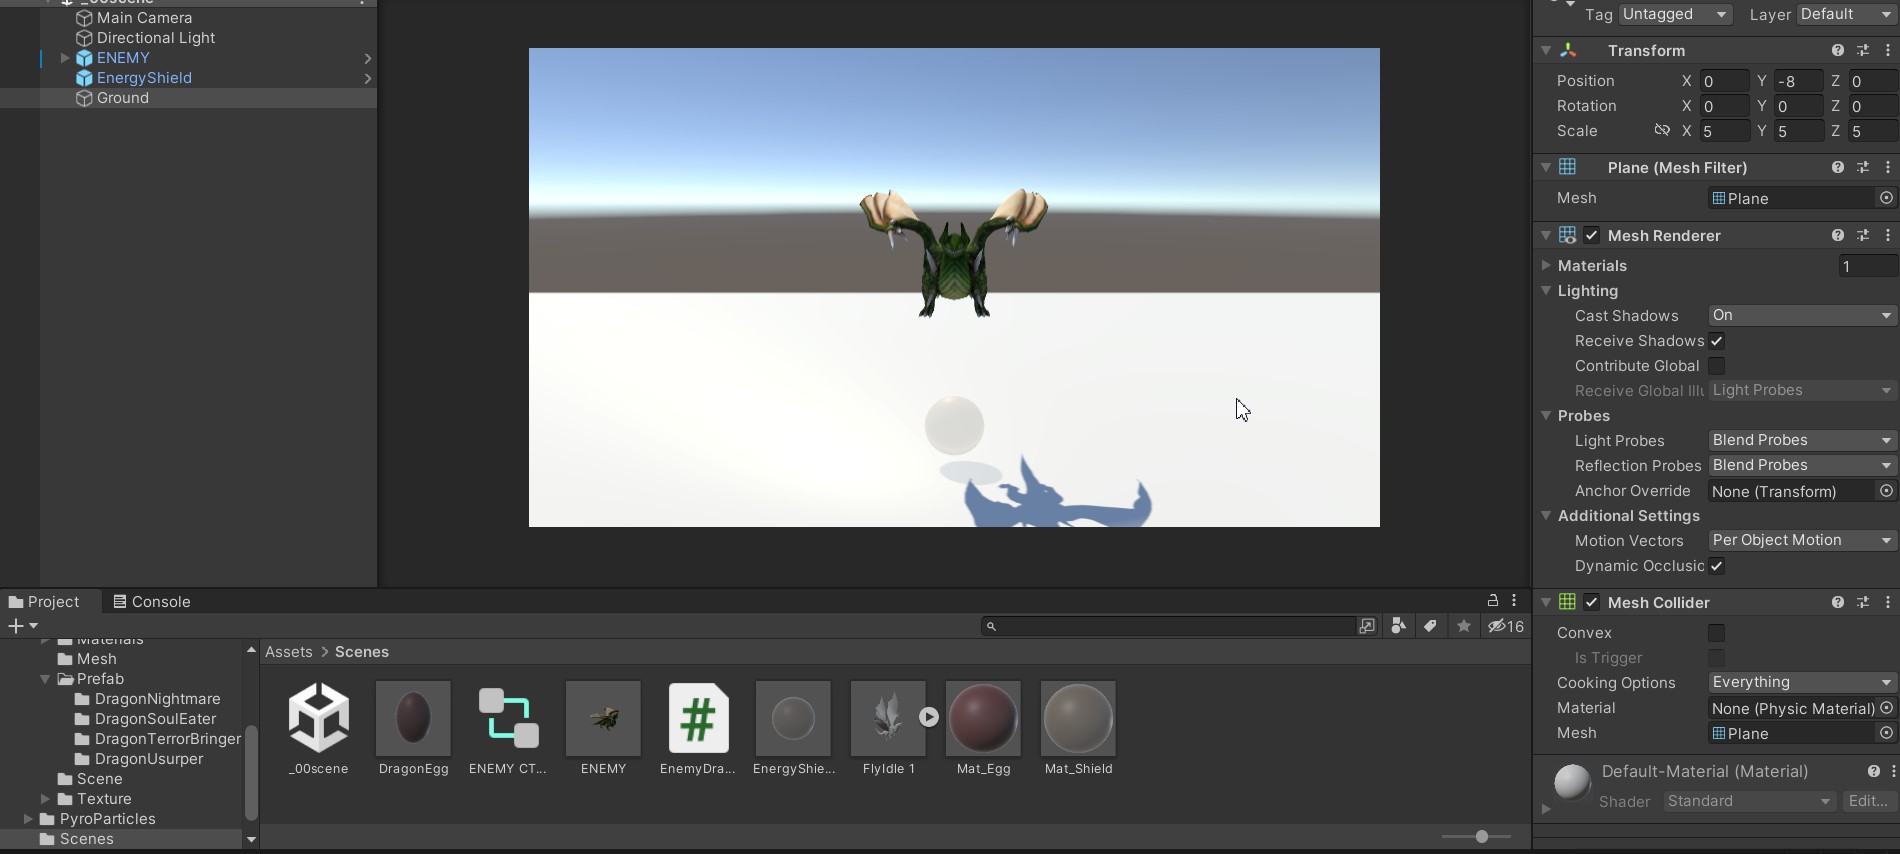 _00scene
Main Camera
Directional Light
ENEMY
EnergyShield
Ground
Tag Untagged Layer Default
Transform
Position X 0 Y -8 Z 0
Rotation X 0 Y 0 Z 0
Scale X 5 Y 5 Z 5
Plane (Mesh Filter)
Mesh Plane
Mesh Renderer
Materials 1
Lighting
Cast Shadows On
Receive Shadows
Contribute Global
Receive Global Illu Light Probes
Probes
Light Probes Blend Probes
Reflection Probes Blend Probes
Anchor Override None (Transform)
Additional Settings
Motion Vectors Per Object Motion
Dynamic Occlusic
Mesh Collider
Convex
Is Trigger
Cooking Options Everything
Material None (Physic Material)
Mesh Plane
Default-Material (Material)
Shader Standard Edit...
Project Console
16
Materials
Mesh
Prefab
DragonNightmare
DragonSoulEater
DragonTerrorBringer
DragonUsurper
Scene
Texture
PyroParticles
Scenes
Assets > Scenes
_00scene DragonEgg ENEMY CT... ENEMY EnemyDra... EnergyShie... FlyIdle 1 Mat_Egg Mat_Shield